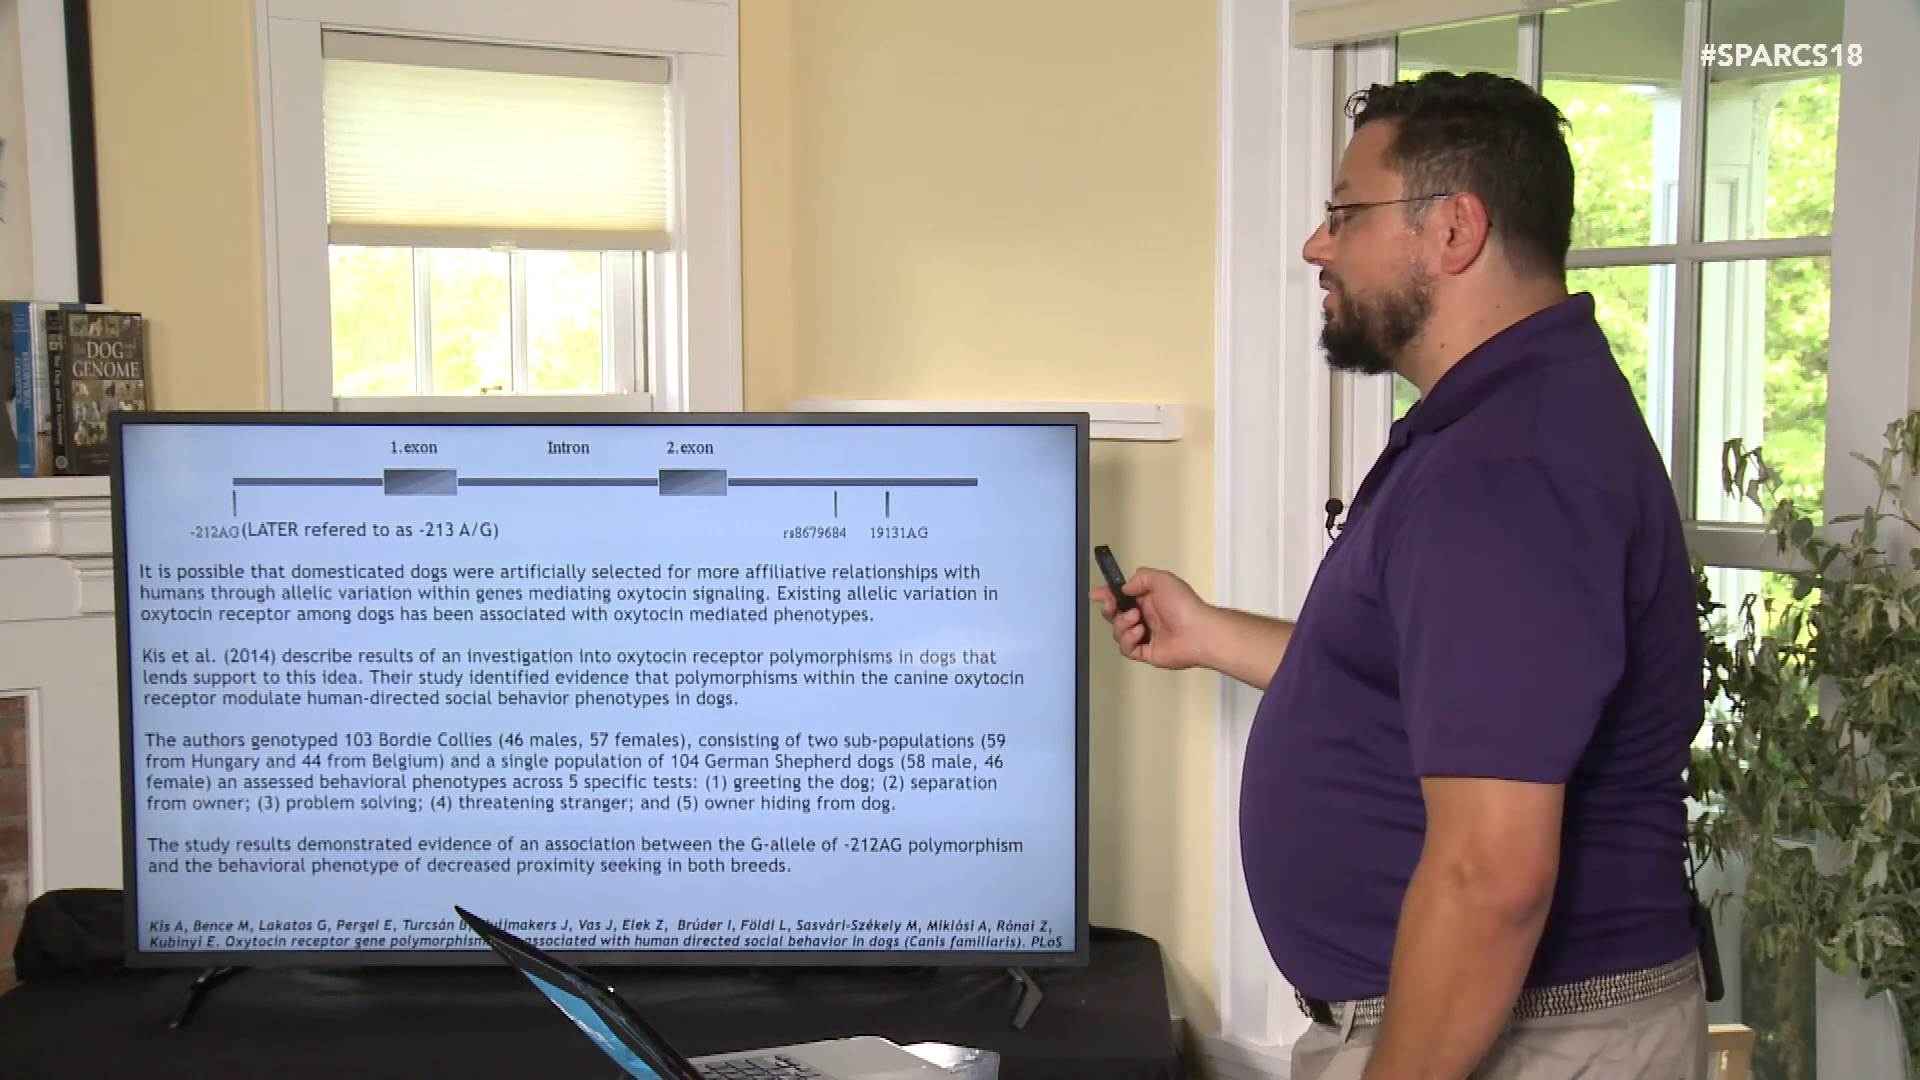 #SPARCS18
DOG
GENOME
1.exon Intron 2.exon
-212AG (LATER refered to as -213 A/G) rs8679684 19131AG
It is possible that domesticated dogs were artificially selected for more affiliative relationships with
humans through allelic variation within genes mediating oxytocin signaling. Existing allelic variation in
oxytocin receptor among dogs has been associated with oxytocin mediated phenotypes.
Kis et al. (2014) describe results of an investigation into oxytocin receptor polymorphisms in dogs that
lends support to this idea. Their study identified evidence that polymorphisms within the canine oxytocin
receptor modulate human-directed social behavior phenotypes in dogs.
The authors genotyped 103 Bordie Collies (46 males, 57 females), consisting of two sub-populations (59
from Hungary and 44 from Belgium) and a single population of 104 German Shepherd dogs (58 male, 46
female) an assessed behavioral phenotypes across 5 specific tests: (1) greeting the dog; (2) separation
from owner; (3) problem solving; (4) threatening stranger; and (5) owner hiding from dog.
The study results demonstrated evidence of an association between the G-allele of -212AG polymorphism
and the behavioral phenotype of decreased proximity seeking in both breeds.
Kis A, Bence M, Lakatos G, Pergel E, Turcsán B, J, Vas J, Elek Z, Brúder I, Földi L, Sasvári-Székely M, Miklósi A, Rónai Z,
Kubinyi E. Oxytocin receptor gene polymorphism associated with human directed social behavior in dogs (Canis familiaris). PLoS